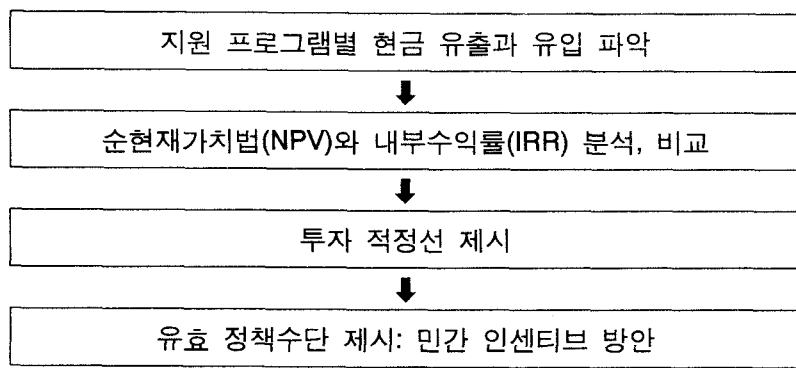 지원 프로그램별 현금 유출과 유입 파악
순현재가치법(NPV)와 내부수익률(IRR) 분석, 비교
투자 적정선 제시
유효 정책수단 제시: 민간 인센티브 방안